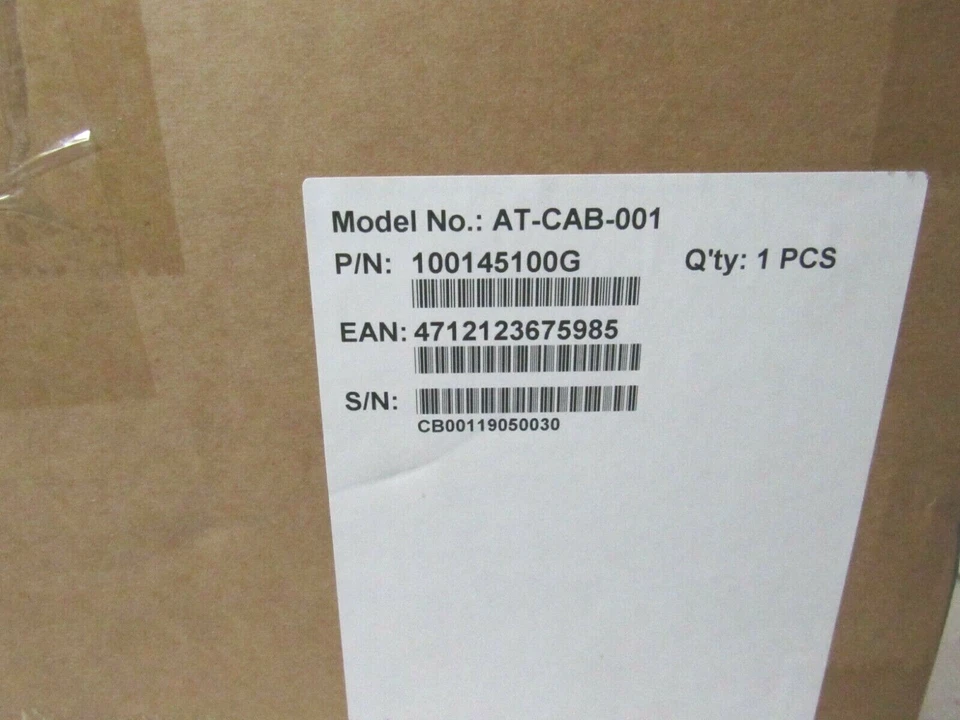 Model No.: AT-CAB-001
P/N: 100145100G Q'ty: 1 PCS
EAN: 4712123675985
S/N:
CB00119050030